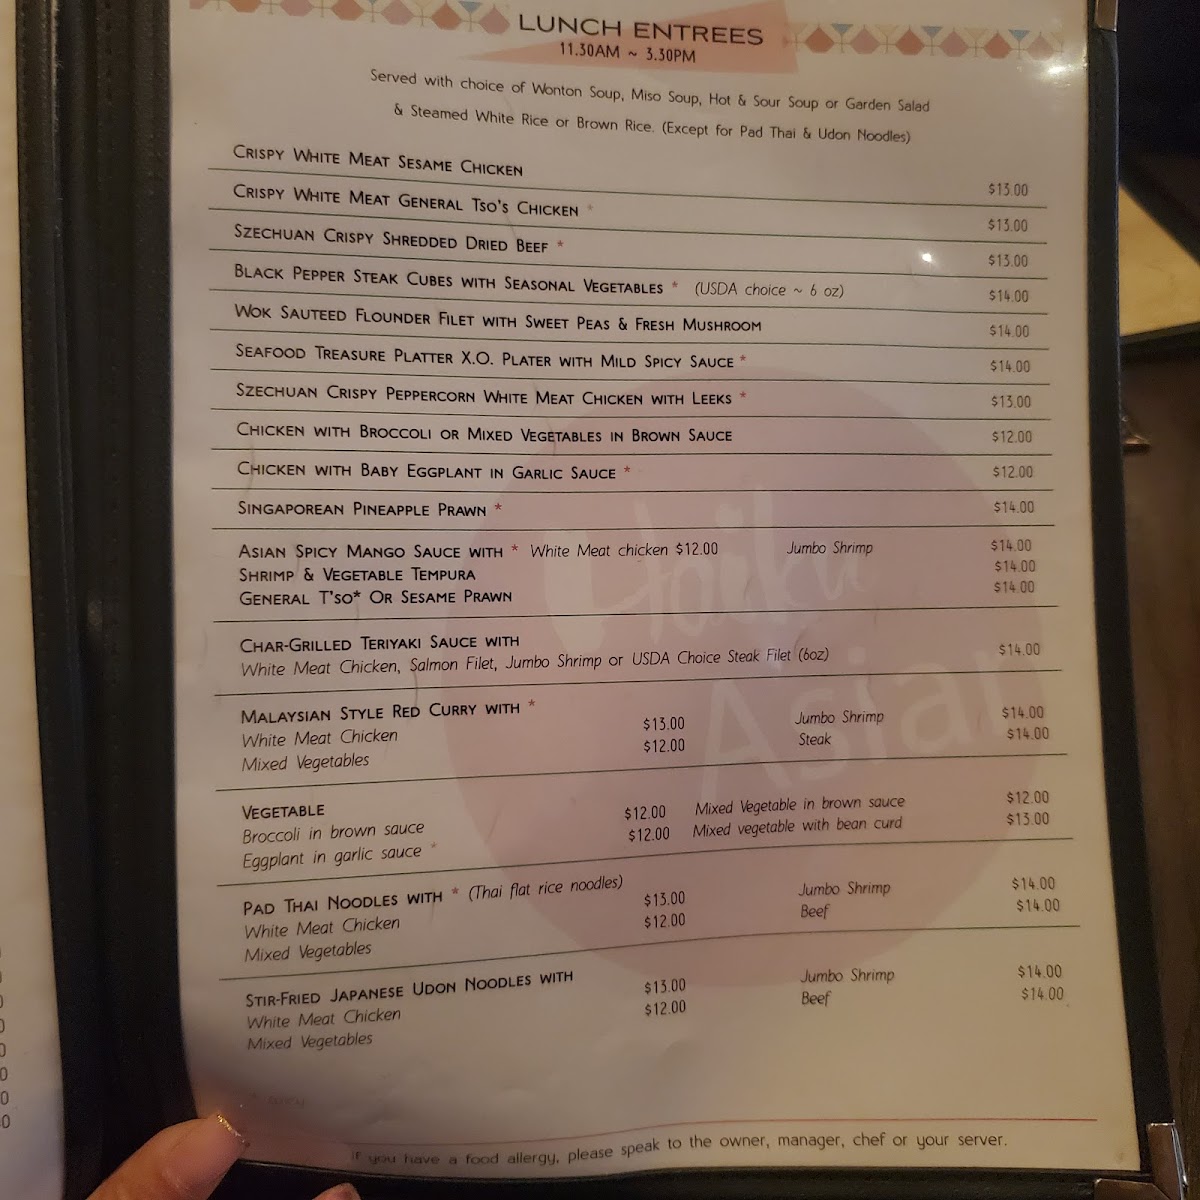 LUNCH ENTREES
11.30AM ~ 3.30PM
Served with choice of Wonton Soup, Miso Soup, Hot & Sour Soup or Garden Salad
& Steamed White Rice or Brown Rice. (Except for Pad Thai & Udon Noodles)
CRISPY WHITE MEAT SESAME CHICKEN $13.00
CRISPY WHITE MEAT GENERAL TSO'S CHICKEN * $13.00
SZECHUAN CRISPY SHREDDED DRIED BEEF * $13.00
BLACK PEPPER STEAK CUBES WITH SEASONAL VEGETABLES * (USDA choice ~ 6 oz) $14.00
WOK SAUTEED FLOUNDER FILET WITH SWEET PEAS & FRESH MUSHROOM $14.00
SEAFOOD TREASURE PLATTER X.O. PLATER WITH MILD SPICY SAUCE * $14.00
SZECHUAN CRISPY PEPPERCORN WHITE MEAT CHICKEN WITH LEEKS * $13.00
CHICKEN WITH BROCCOLI OR MIXED VEGETABLES IN BROWN SAUCE $12.00
CHICKEN WITH BABY EGGPLANT IN GARLIC SAUCE * $12.00
SINGAPOREAN PINEAPPLE PRAWN * $14.00
ASIAN SPICY MANGO SAUCE WITH * White Meat chicken $12.00 Jumbo Shrimp $14.00
SHRIMP & VEGETABLE TEMPURA $14.00
GENERAL T'SO* OR SESAME PRAWN $14.00
CHAR-GRILLED TERIYAKI SAUCE WITH
White Meat Chicken, Salmon Filet, Jumbo Shrimp or USDA Choice Steak Filet (6oz) $14.00
MALAYSIAN STYLE RED CURRY WITH *
White Meat Chicken $13.00 Jumbo Shrimp $14.00
Mixed Vegetables $12.00 Steak $14.00
VEGETABLE
Broccoli in brown sauce $12.00 Mixed Vegetable in brown sauce $12.00
Eggplant in garlic sauce * $12.00 Mixed vegetable with bean curd $13.00
PAD THAI NOODLES WITH * (Thai flat rice noodles)
White Meat Chicken $13.00 Jumbo Shrimp $14.00
Mixed Vegetables $12.00 Beef $14.00
STIR-FRIED JAPANESE UDON NOODLES WITH
White Meat Chicken $13.00 Jumbo Shrimp $14.00
Mixed Vegetables $12.00 Beef $14.00
Haiku
Asian
If you have a food allergy, please speak to the owner, manager, chef or your server.